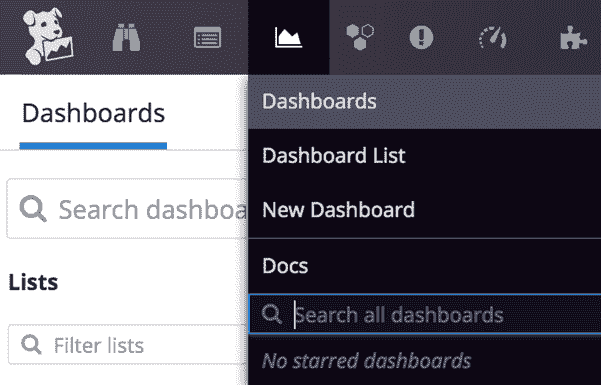 Dashboards
Search dashboa
Lists
Filter lists
Dashboards
Dashboard List
New Dashboard
Docs
Search all dashboards
No starred dashboards